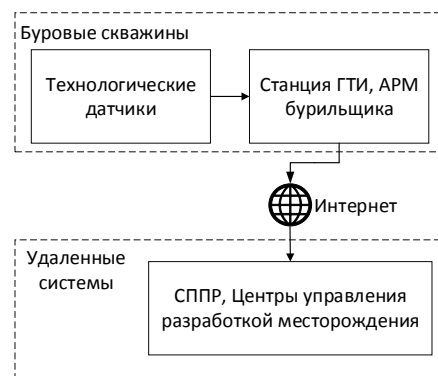 Буровые скважины
Технологические
датчики
Станция ГТИ, АРМ
бурильщика
Интернет
Удаленные
системы
СППР, Центры управления
разработкой месторождения